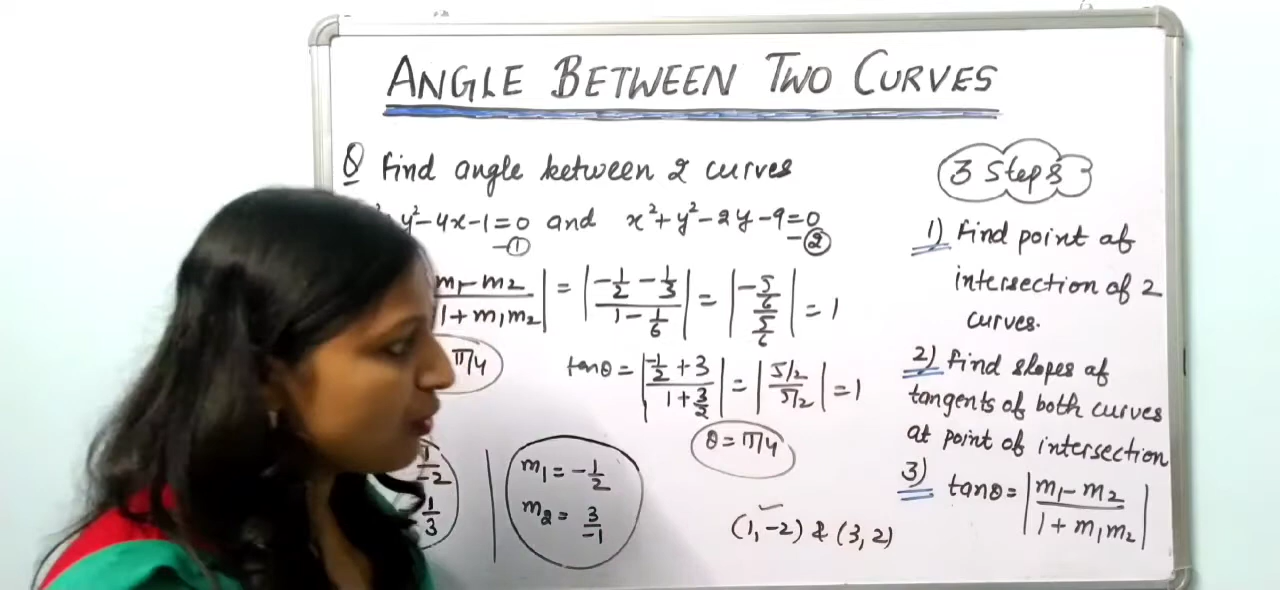 ANGLE BETWEEN TWO CURVES
Q Find angle between 2 curves
y²-4x-1=0 and x²+y²-2y-9=0
-① -②
|m₁-m₂ / 1+m₁m₂| = |-1/2 - 1/3 / 1 - 1/6| = |-5/6 / 5/6| = 1
π/4
tanθ = |-1/2 + 3 / 1 + 3/2| = |5/2 / 5/2| = 1
θ = π/4
1/-2
1/3
m₁ = -1/2
m₂ = 3/-1
(1,-2) & (3,2)
3 Steps
1) Find point of
intersection of 2
curves.
2) Find slopes of
tangents of both curves
at point of intersection
3) tanθ = |m₁-m₂ / 1+m₁m₂|